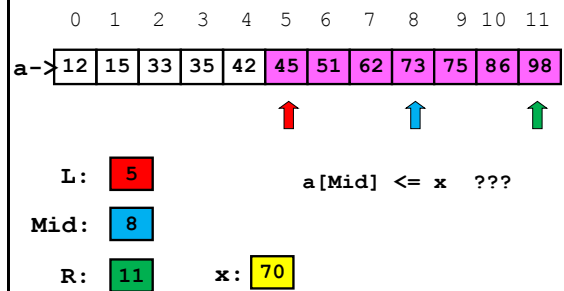 0 1 2 3 4 5 6 7 8 9 10 11
a-> 12 15 33 35 42 45 51 62 73 75 86 98
L: 5 a[Mid] <= x ???
Mid: 8
R: 11 x: 70